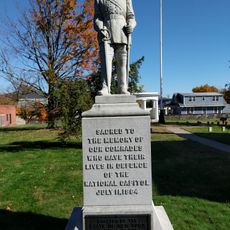 SACRED TO
THE MEMORY OF
OUR COMRADES
WHO GAVE THEIR
LIVES IN DEFENCE
OF THE
NATIONAL CAPITOL
JULY 11, 1864